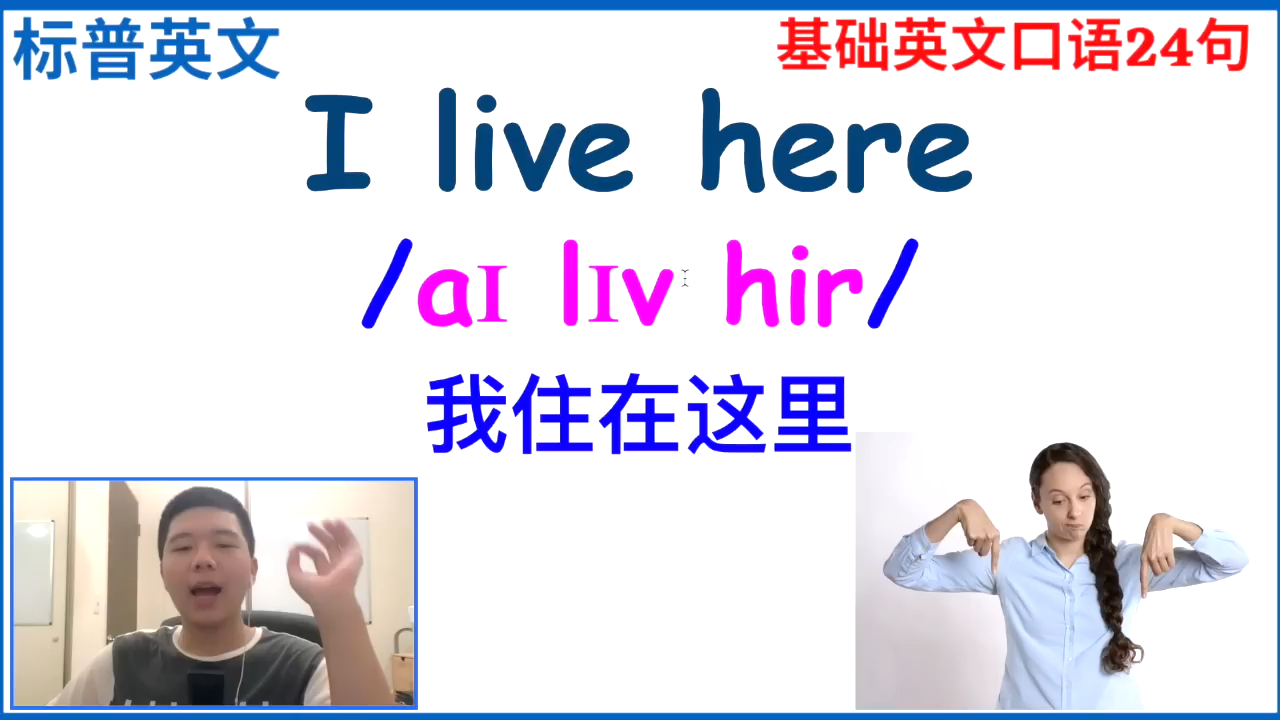 标普英文
基础英文口语24句
I live here
/aɪ lɪv hir/
我住在这里